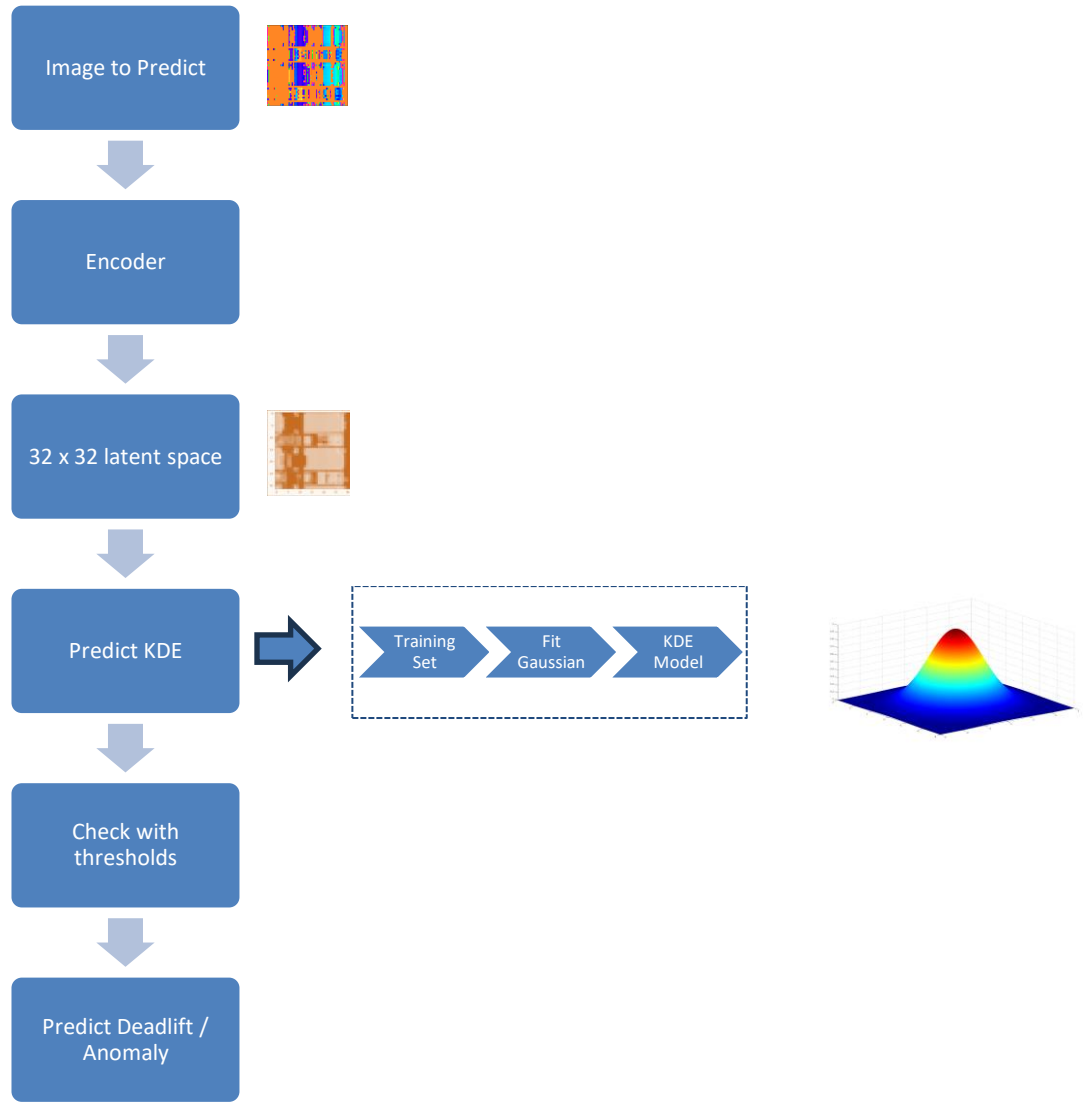 Image to Predict
Encoder
32 x 32 latent space
Predict KDE
Training
Set
Fit
Gaussian
KDE
Model
Check with
thresholds
Predict Deadlift /
Anomaly